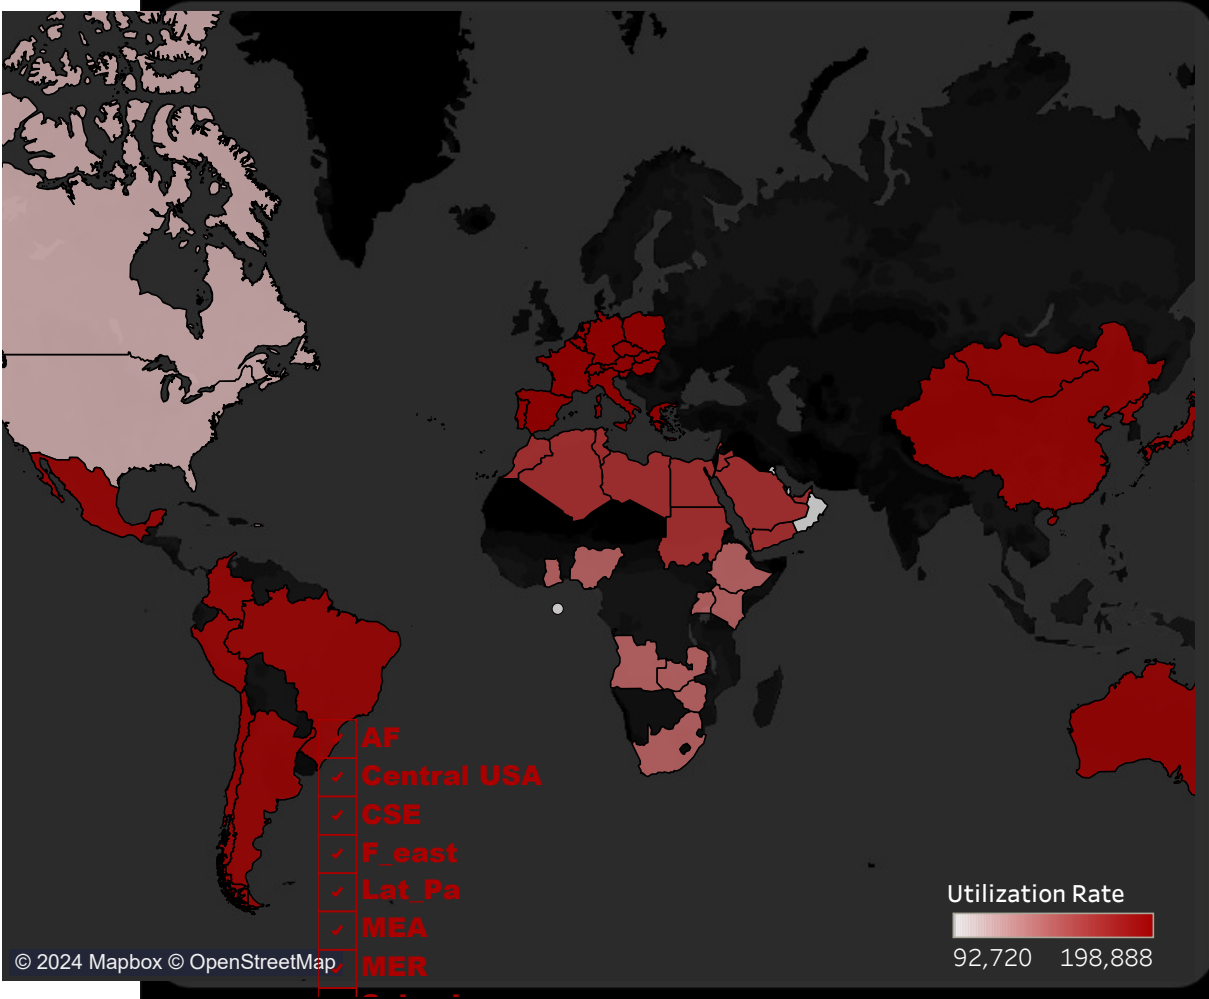 AF
Central USA
CSE
F_east
Lat_Pa
MEA
MER
Utilization Rate
92,720 198,888
© 2024 Mapbox © OpenStreetMap